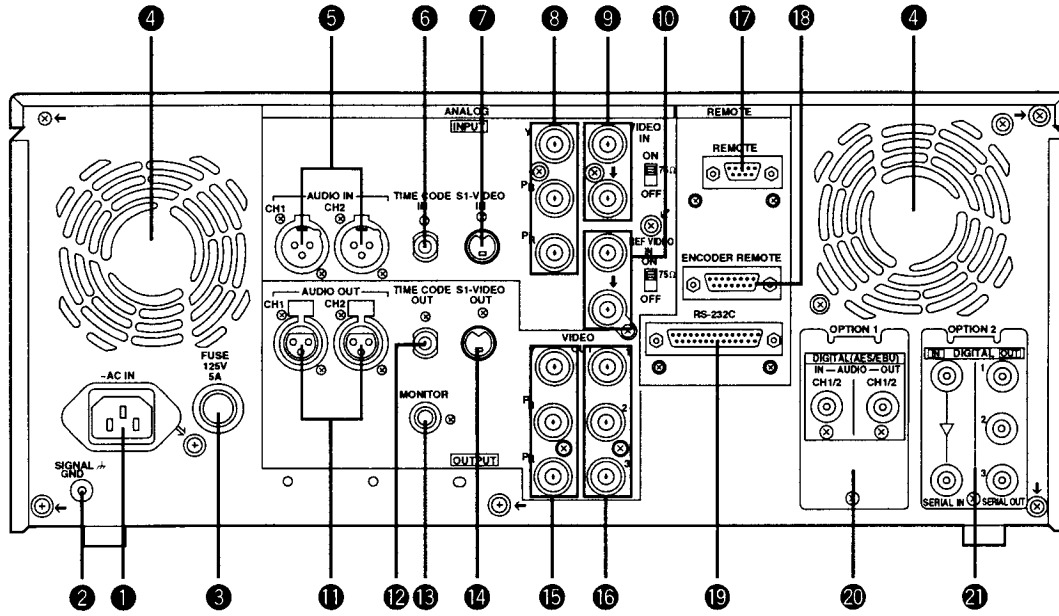 4 5 6 7 8 9 10 17 18 4
ANALOG
INPUT
REMOTE
Y
VIDEO
IN
ON
75Ω
OFF
REMOTE
AUDIO IN
CH1
CH2
TIME CODE
IN
S1-VIDEO
IN
PB
PR
REF VIDEO
IN
ON
75Ω
OFF
ENCODER REMOTE
AUDIO OUT
CH1
CH2
TIME CODE
OUT
S1-VIDEO
OUT
RS-232C
VIDEO
1
2
3
FUSE
125V
5A
~AC IN
MONITOR
OUTPUT
SIGNAL
GND
OPTION 1
DIGITAL(AES/EBU)
IN — AUDIO — OUT
CH1/2
CH1/2
OPTION 2
IN DIGITAL OUT
1
2
3
SERIAL IN
SERIAL OUT
2 1 3 11 12 13 14 15 16 19 20 21